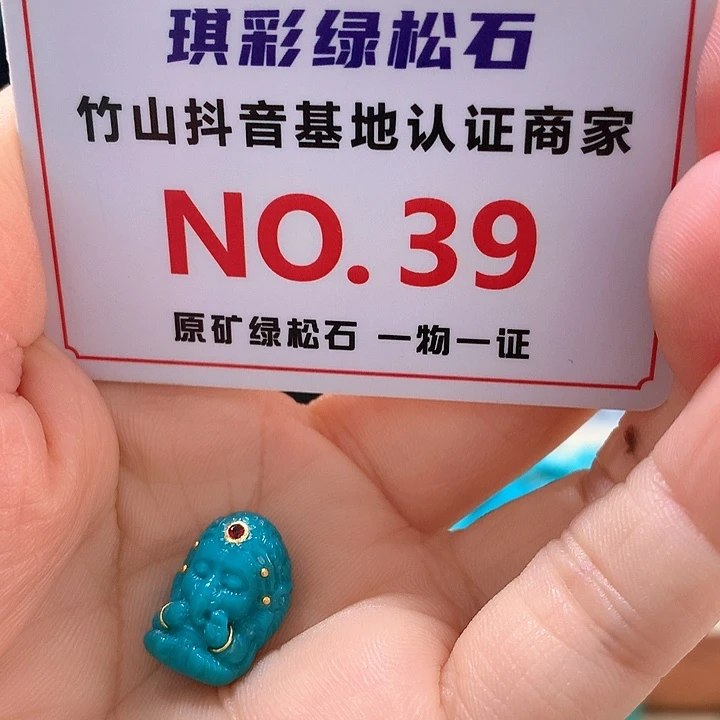 琪彩绿松石
竹山抖音基地认证商家
NO. 39
原矿绿松石 一物一证